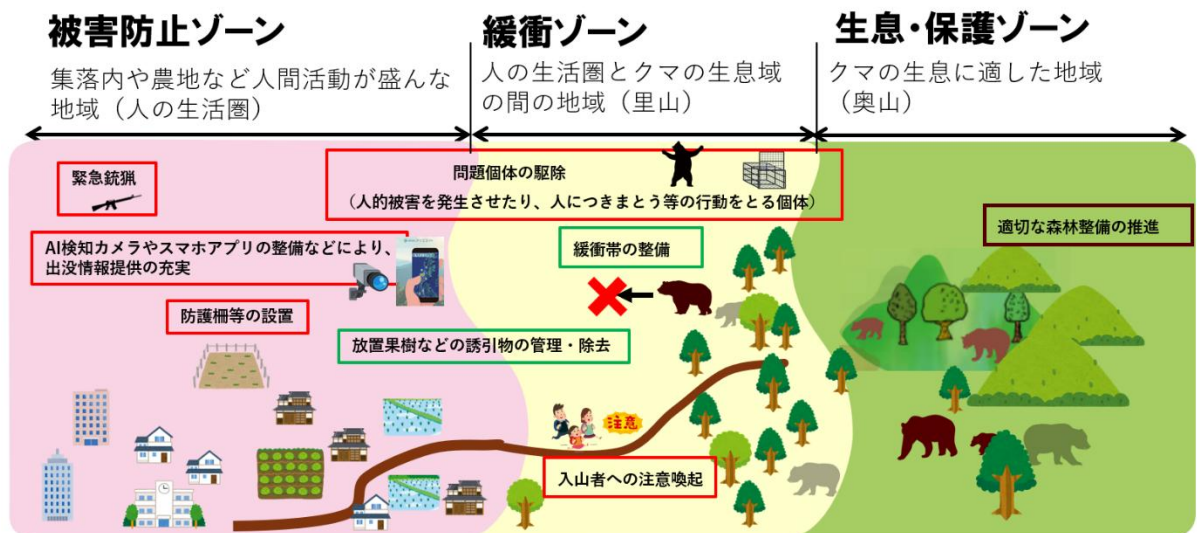 被害防止ゾーン
集落内や農地など人間活動が盛んな
地域（人の生活圏）
緩衝ゾーン
人の生活圏とクマの生息域
の間の地域（里山）
生息・保護ゾーン
クマの生息に適した地域
（奥山）
緊急銃猟
問題個体の駆除
（人的被害を発生させたり、人につきまとう等の行動をとる個体）
AI検知カメラやスマホアプリの整備などにより、
出没情報提供の充実
緩衝帯の整備
適切な森林整備の推進
防護柵等の設置
放置果樹などの誘引物の管理・除去
注意
入山者への注意喚起